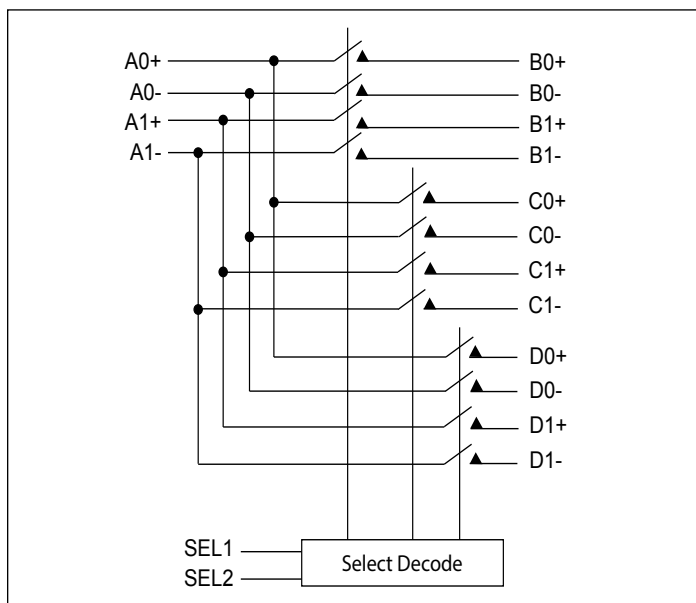 A0+ B0+
A0- B0-
A1+ B1+
A1- B1-
C0+
C0-
C1+
C1-
D0+
D0-
D1+
D1-
SEL1
SEL2
Select Decode